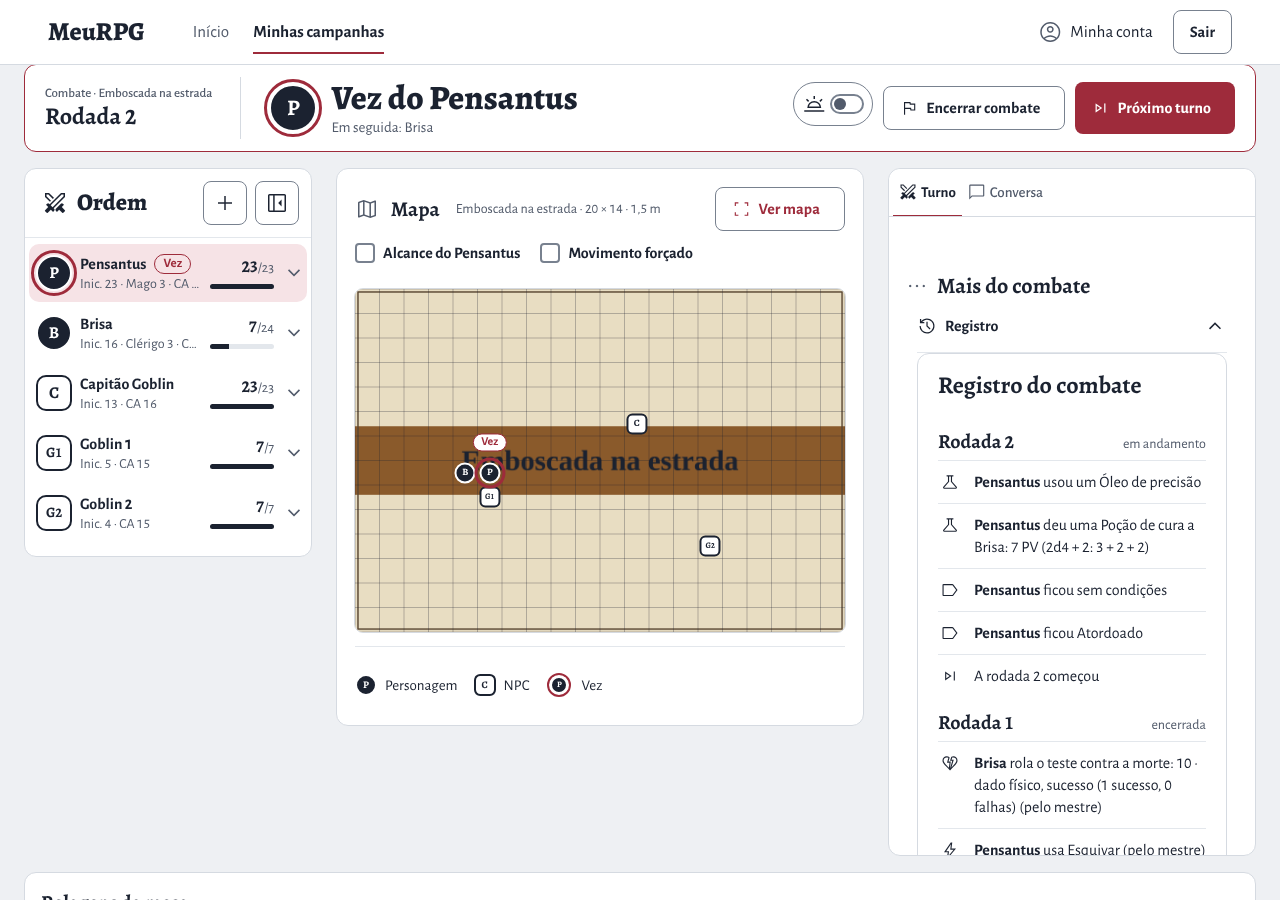 MeuRPG
Início
Minhas campanhas
Minha conta
Sair
Combate · Emboscada na estrada
Rodada 2
P
Vez do Pensantus
Em seguida: Brisa
Encerrar combate
Próximo turno
Ordem
P
Pensantus
Vez
23/23
Inic. 23 · Mago 3 · CA ...
B
Brisa
7/24
Inic. 16 · Clérigo 3 · C...
C
Capitão Goblin
23/23
Inic. 13 · CA 16
G1
Goblin 1
7/7
Inic. 5 · CA 15
G2
Goblin 2
7/7
Inic. 4 · CA 15
Mapa
Emboscada na estrada · 20 × 14 · 1,5 m
Ver mapa
Alcance do Pensantus
Movimento forçado
C
Vez
Emboscada na estrada
B
P
G1
G2
P
Personagem
C
NPC
P
Vez
Turno
Conversa
Mais do combate
Registro
Registro do combate
Rodada 2
em andamento
Pensantus usou um Óleo de precisão
Pensantus deu uma Poção de cura a
Brisa: 7 PV (2d4 + 2: 3 + 2 + 2)
Pensantus ficou sem condições
Pensantus ficou Atordoado
A rodada 2 começou
Rodada 1
encerrada
Brisa rola o teste contra a morte: 10 ·
dado físico, sucesso (1 sucesso, 0
falhas) (pelo mestre)
Pensantus usa Esquivar (pelo mestre)